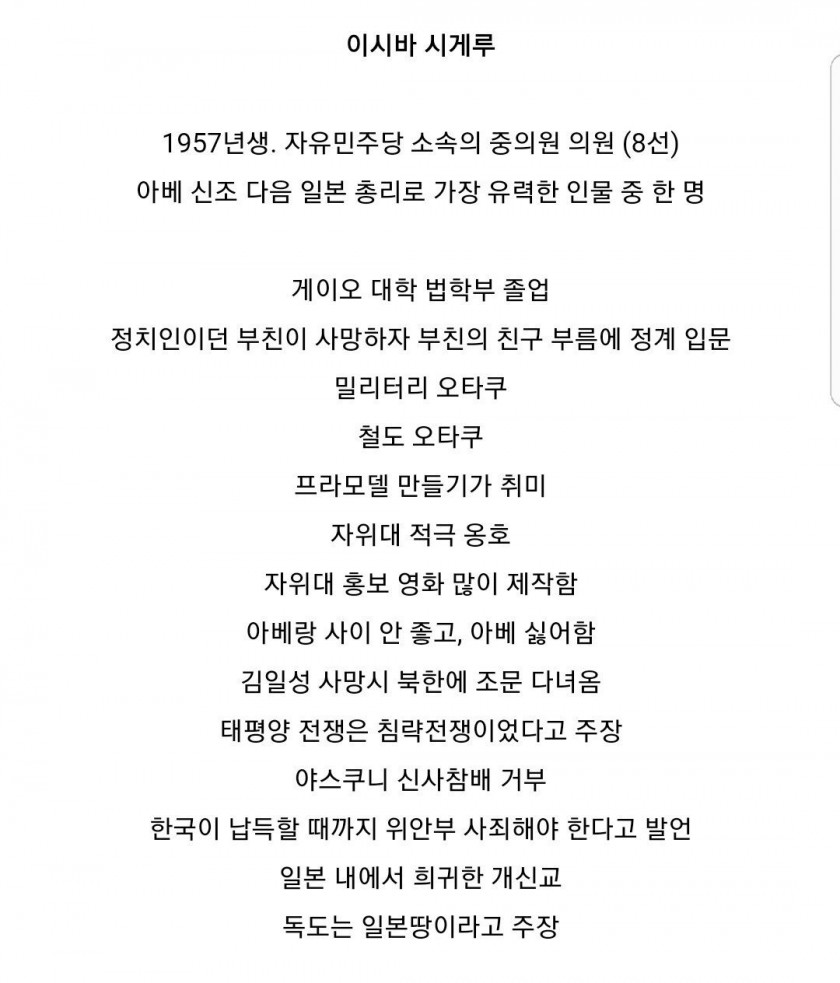 이시바 시게루
1957년생. 자유민주당 소속의 중의원 의원 (8선)
아베 신조 다음 일본 총리로 가장 유력한 인물 중 한 명
게이오 대학 법학부 졸업
정치인이던 부친이 사망하자 부친의 친구 부름에 정계 입문
밀리터리 오타쿠
철도 오타쿠
프라모델 만들기가 취미
자위대 적극 옹호
자위대 홍보 영화 많이 제작함
아베랑 사이 안 좋고, 아베 싫어함
김일성 사망시 북한에 조문 다녀옴
태평양 전쟁은 침략전쟁이었다고 주장
야스쿠니 신사참배 거부
한국이 납득할 때까지 위안부 사죄해야 한다고 발언
일본 내에서 희귀한 개신교
독도는 일본땅이라고 주장